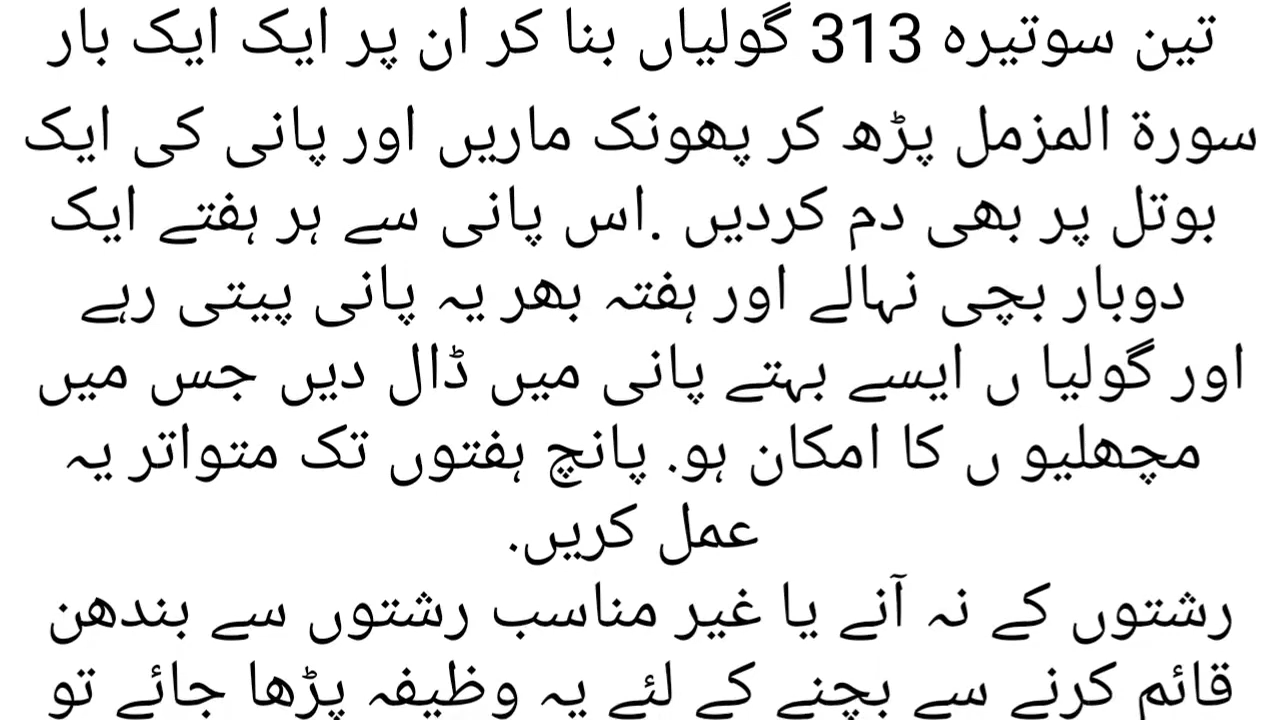 تین سوتیرہ 313 گولیاں بنا کر ان پر ایک ایک بار
سورۃ المزمل پڑھ کر پھونک ماریں اور پانی کی ایک
بوتل پر بھی دم کردیں .اس پانی سے ہر ہفتے ایک
دوبار بچی نہالے اور ہفتہ بھر یہ پانی پیتی رہے
اور گولیا ں ایسے بہتے پانی میں ڈال دیں جس میں
مچھلیو ں کا امکان ہو. پانچ ہفتوں تک متواتر یہ
عمل کریں.
رشتوں کے نہ آنے یا غیر مناسب رشتوں سے بندھن
قائم کرنے سے بچنے کے لئے یہ وظیفہ پڑھا جائے تو